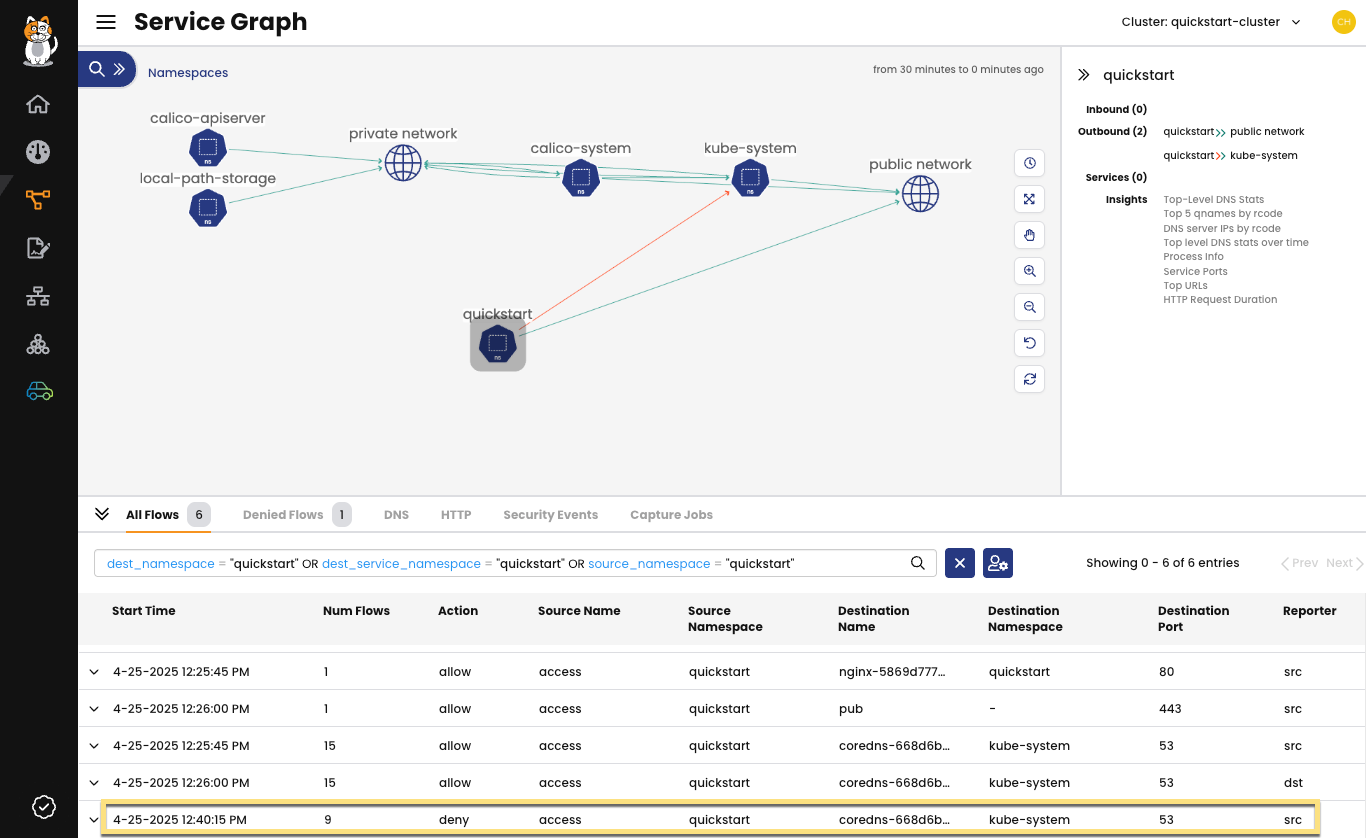 Service Graph
Cluster: quickstart-cluster
CH
Namespaces
from 30 minutes to 0 minutes ago
calico-apiserver
ns
local-path-storage
ns
private network
calico-system
ns
kube-system
ns
public network
quickstart
ns
quickstart
Inbound (0)
Outbound (2) quickstart public network
quickstart kube-system
Services (0)
Insights Top-Level DNS Stats
Top 5 qnames by rcode
DNS server IPs by rcode
Top level DNS stats over time
Process Info
Service Ports
Top URLs
HTTP Request Duration
All Flows 6 Denied Flows 1 DNS HTTP Security Events Capture Jobs
dest_namespace = "quickstart" OR dest_service_namespace = "quickstart" OR source_namespace = "quickstart"
Showing 0 - 6 of 6 entries
Prev Next
Start Time Num Flows Action Source Name Source Namespace Destination Name Destination Namespace Destination Port Reporter
4-25-2025 12:25:45 PM 1 allow access quickstart nginx-5869d777... quickstart 80 src
4-25-2025 12:26:00 PM 1 allow access quickstart pub - 443 src
4-25-2025 12:25:45 PM 15 allow access quickstart coredns-668d6b... kube-system 53 src
4-25-2025 12:26:00 PM 15 allow access quickstart coredns-668d6b... kube-system 53 dst
4-25-2025 12:40:15 PM 9 deny access quickstart coredns-668d6b... kube-system 53 src